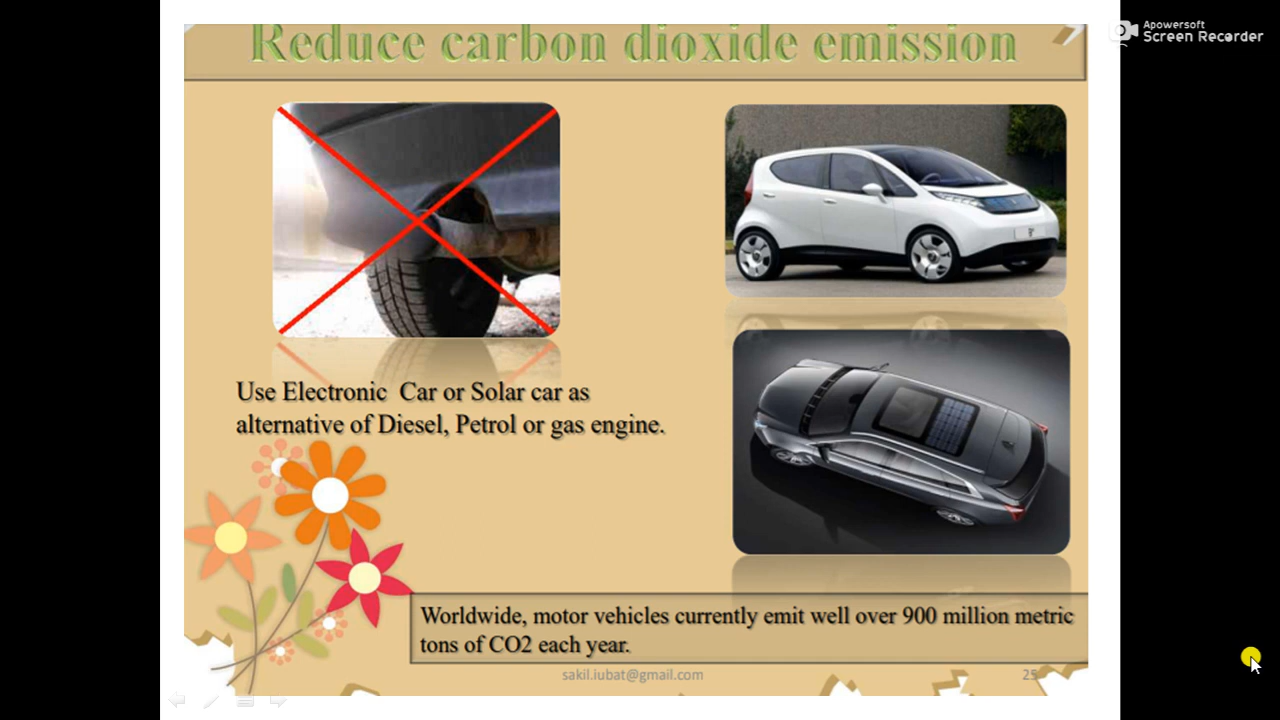 Reduce carbon dioxide emission
Apowersoft
Screen Recorder
Use Electronic Car or Solar car as
alternative of Diesel, Petrol or gas engine.
Worldwide, motor vehicles currently emit well over 900 million metric
tons of CO2 each year.
sakil.iubat@gmail.com
25